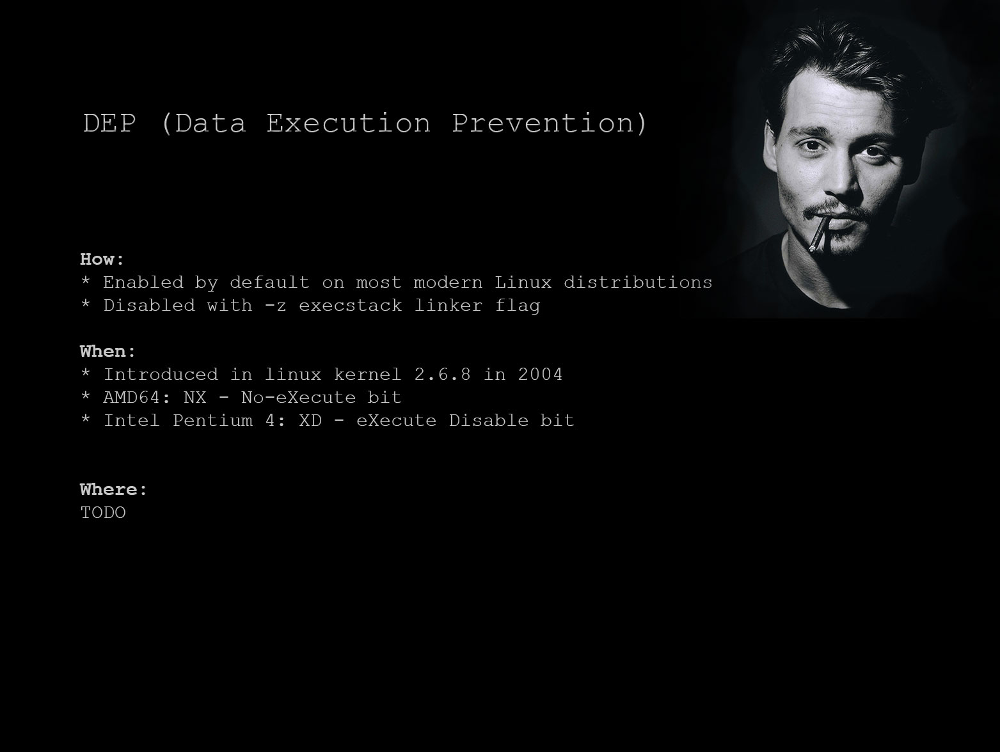 DEP (Data Execution Prevention)
How:
* Enabled by default on most modern Linux distributions
* Disabled with -z execstack linker flag
When:
* Introduced in linux kernel 2.6.8 in 2004
* AMD64: NX - No-eXecute bit
* Intel Pentium 4: XD - eXecute Disable bit
Where:
TODO